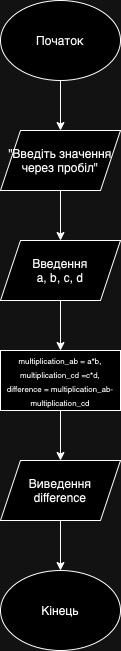 Початок
"Введіть значення
через пробіл"
Введення
a, b, c, d
multiplication_ab = a*b,
multiplication_cd =c*d,
difference = multiplication_ab-
multiplication_cd
Виведення
difference
Кінець